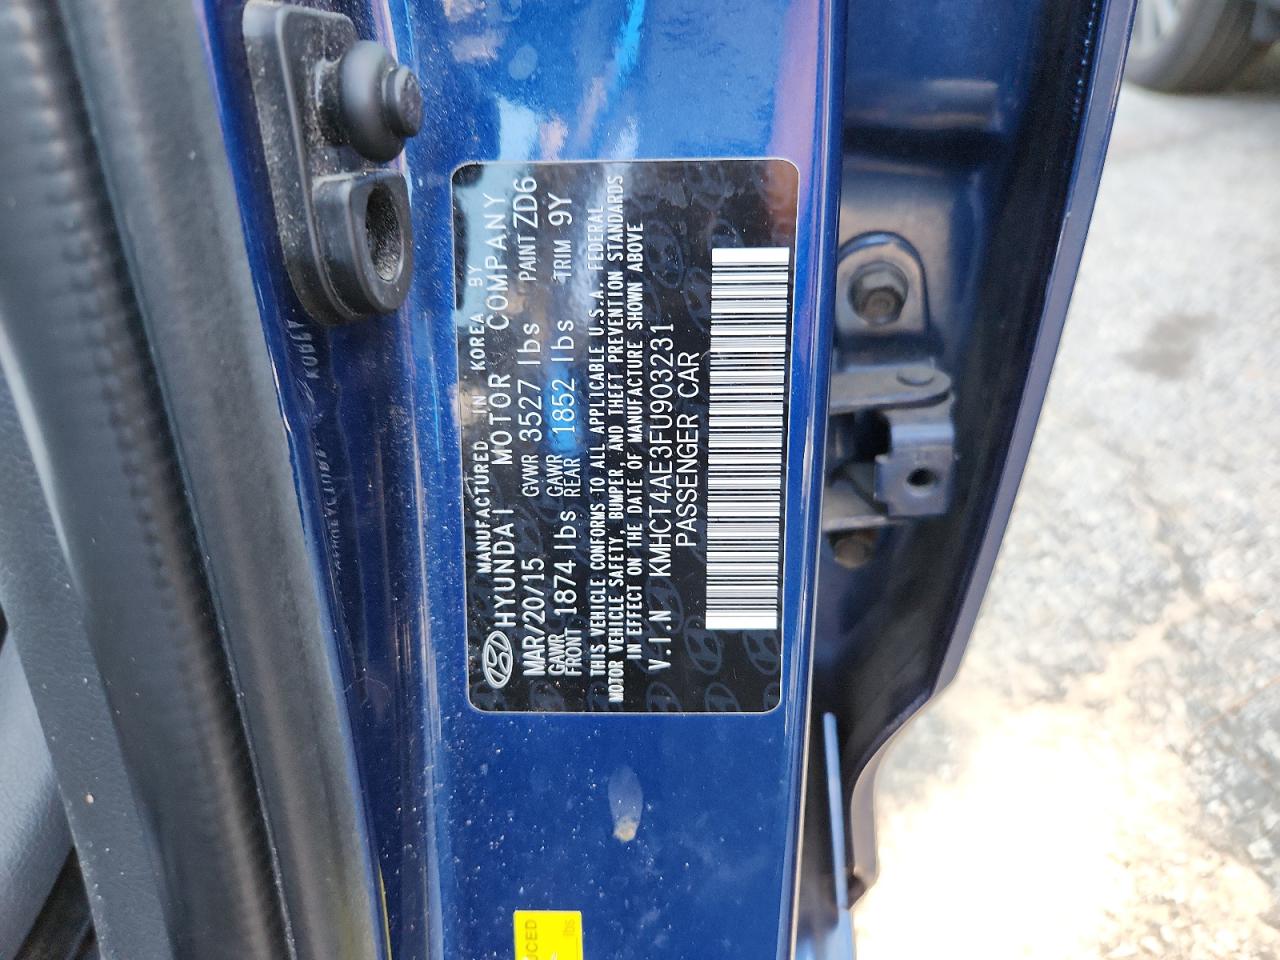 MANUFACTURED IN KOREA BY
HYUNDAI MOTOR COMPANY
MAR/20/15 GVWR 3527 lbs PAINT ZD6
GAWR FRONT 1874 lbs GAWR REAR 1852 lbs TRIM 9Y
THIS VEHICLE CONFORMS TO ALL APPLICABLE U.S.A. FEDERAL
MOTOR VEHICLE SAFETY, BUMPER, AND THEFT PREVENTION STANDARDS
IN EFFECT ON THE DATE OF MANUFACTURE SHOWN ABOVE
V.I.N KMHCT4AE3FU903231
PASSENGER CAR
UCED
lbs